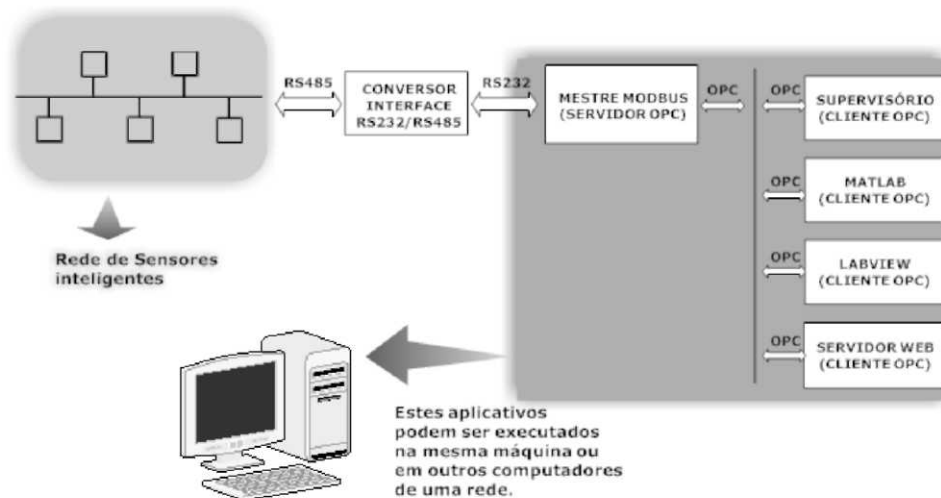 RS485
CONVERSOR
INTERFACE
RS232/RS485
RS232
MESTRE MODBUS
(SERVIDOR OPC)
OPC
OPC
SUPERVISÓRIO
(CLIENTE OPC)
OPC
MATLAB
(CLIENTE OPC)
OPC
LABVIEW
(CLIENTE OPC)
OPC
SERVIDOR WEB
(CLIENTE OPC)
Rede de Sensores
inteligentes
Estes aplicativos
podem ser executados
na mesma máquina ou
em outros computadores
de uma rede.